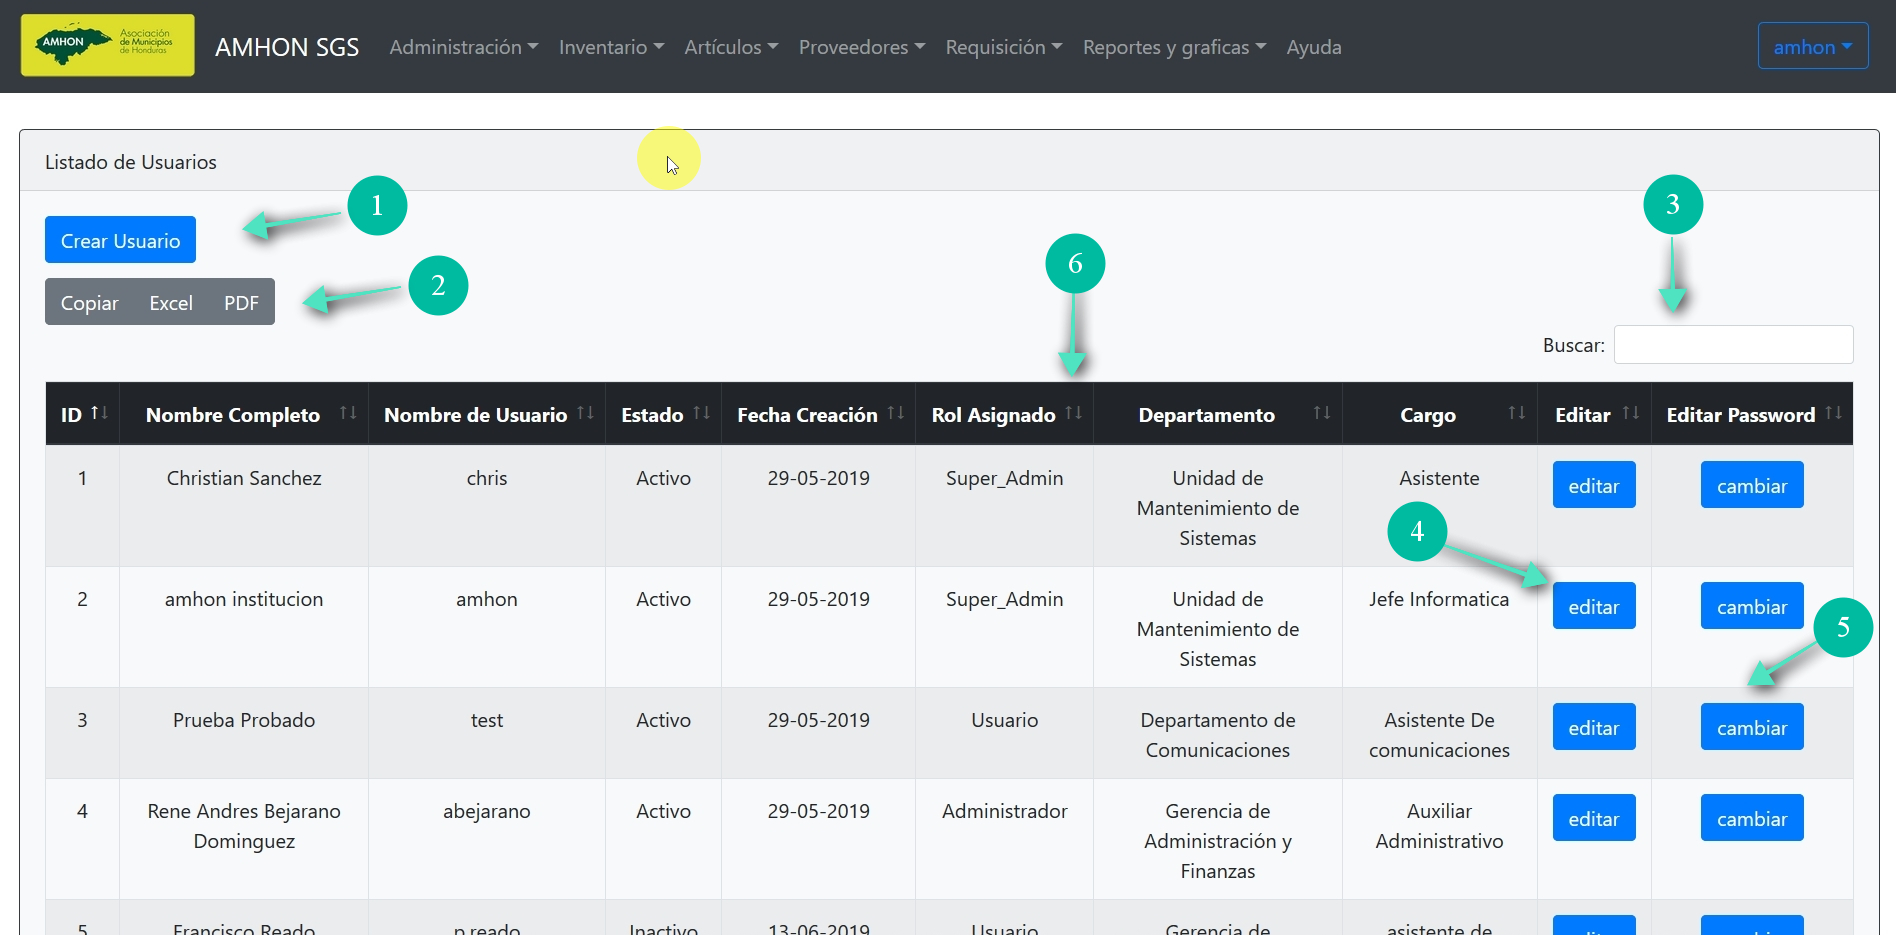 AMHON
Asociación
de Municipios
de Honduras
AMHON SGS
Administración
Inventario
Artículos
Proveedores
Requisición
Reportes y graficas
Ayuda
amhon
Listado de Usuarios
1
Crear Usuario
2
Copiar Excel PDF
3
6
Buscar:
ID Nombre Completo Nombre de Usuario Estado Fecha Creación Rol Asignado Departamento Cargo Editar Editar Password
1 Christian Sanchez chris Activo 29-05-2019 Super_Admin Unidad de Asistente editar cambiar
Mantenimiento de
Sistemas
4
2 amhon institucion amhon Activo 29-05-2019 Super_Admin Unidad de Jefe Informatica editar cambiar
Mantenimiento de
Sistemas
5
3 Prueba Probado test Activo 29-05-2019 Usuario Departamento de Asistente De editar cambiar
Comunicaciones comunicaciones
4 Rene Andres Bejarano abejarano Activo 29-05-2019 Administrador Gerencia de Auxiliar editar cambiar
Dominguez Administración y Administrativo
Finanzas
5 Francisco Reado p.reado Inactivo 13-06-2019 Usuario Gerencia de asistente de